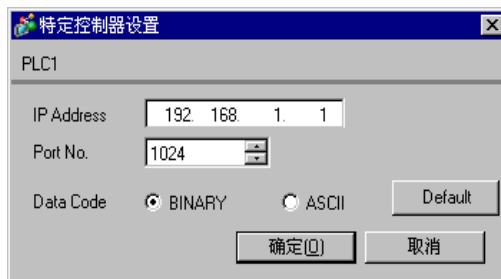 特定控制器设置
PLC1
IP Address 192. 168. 1. 1
Port No. 1024
Data Code BINARY ASCII Default
确定(O) 取消